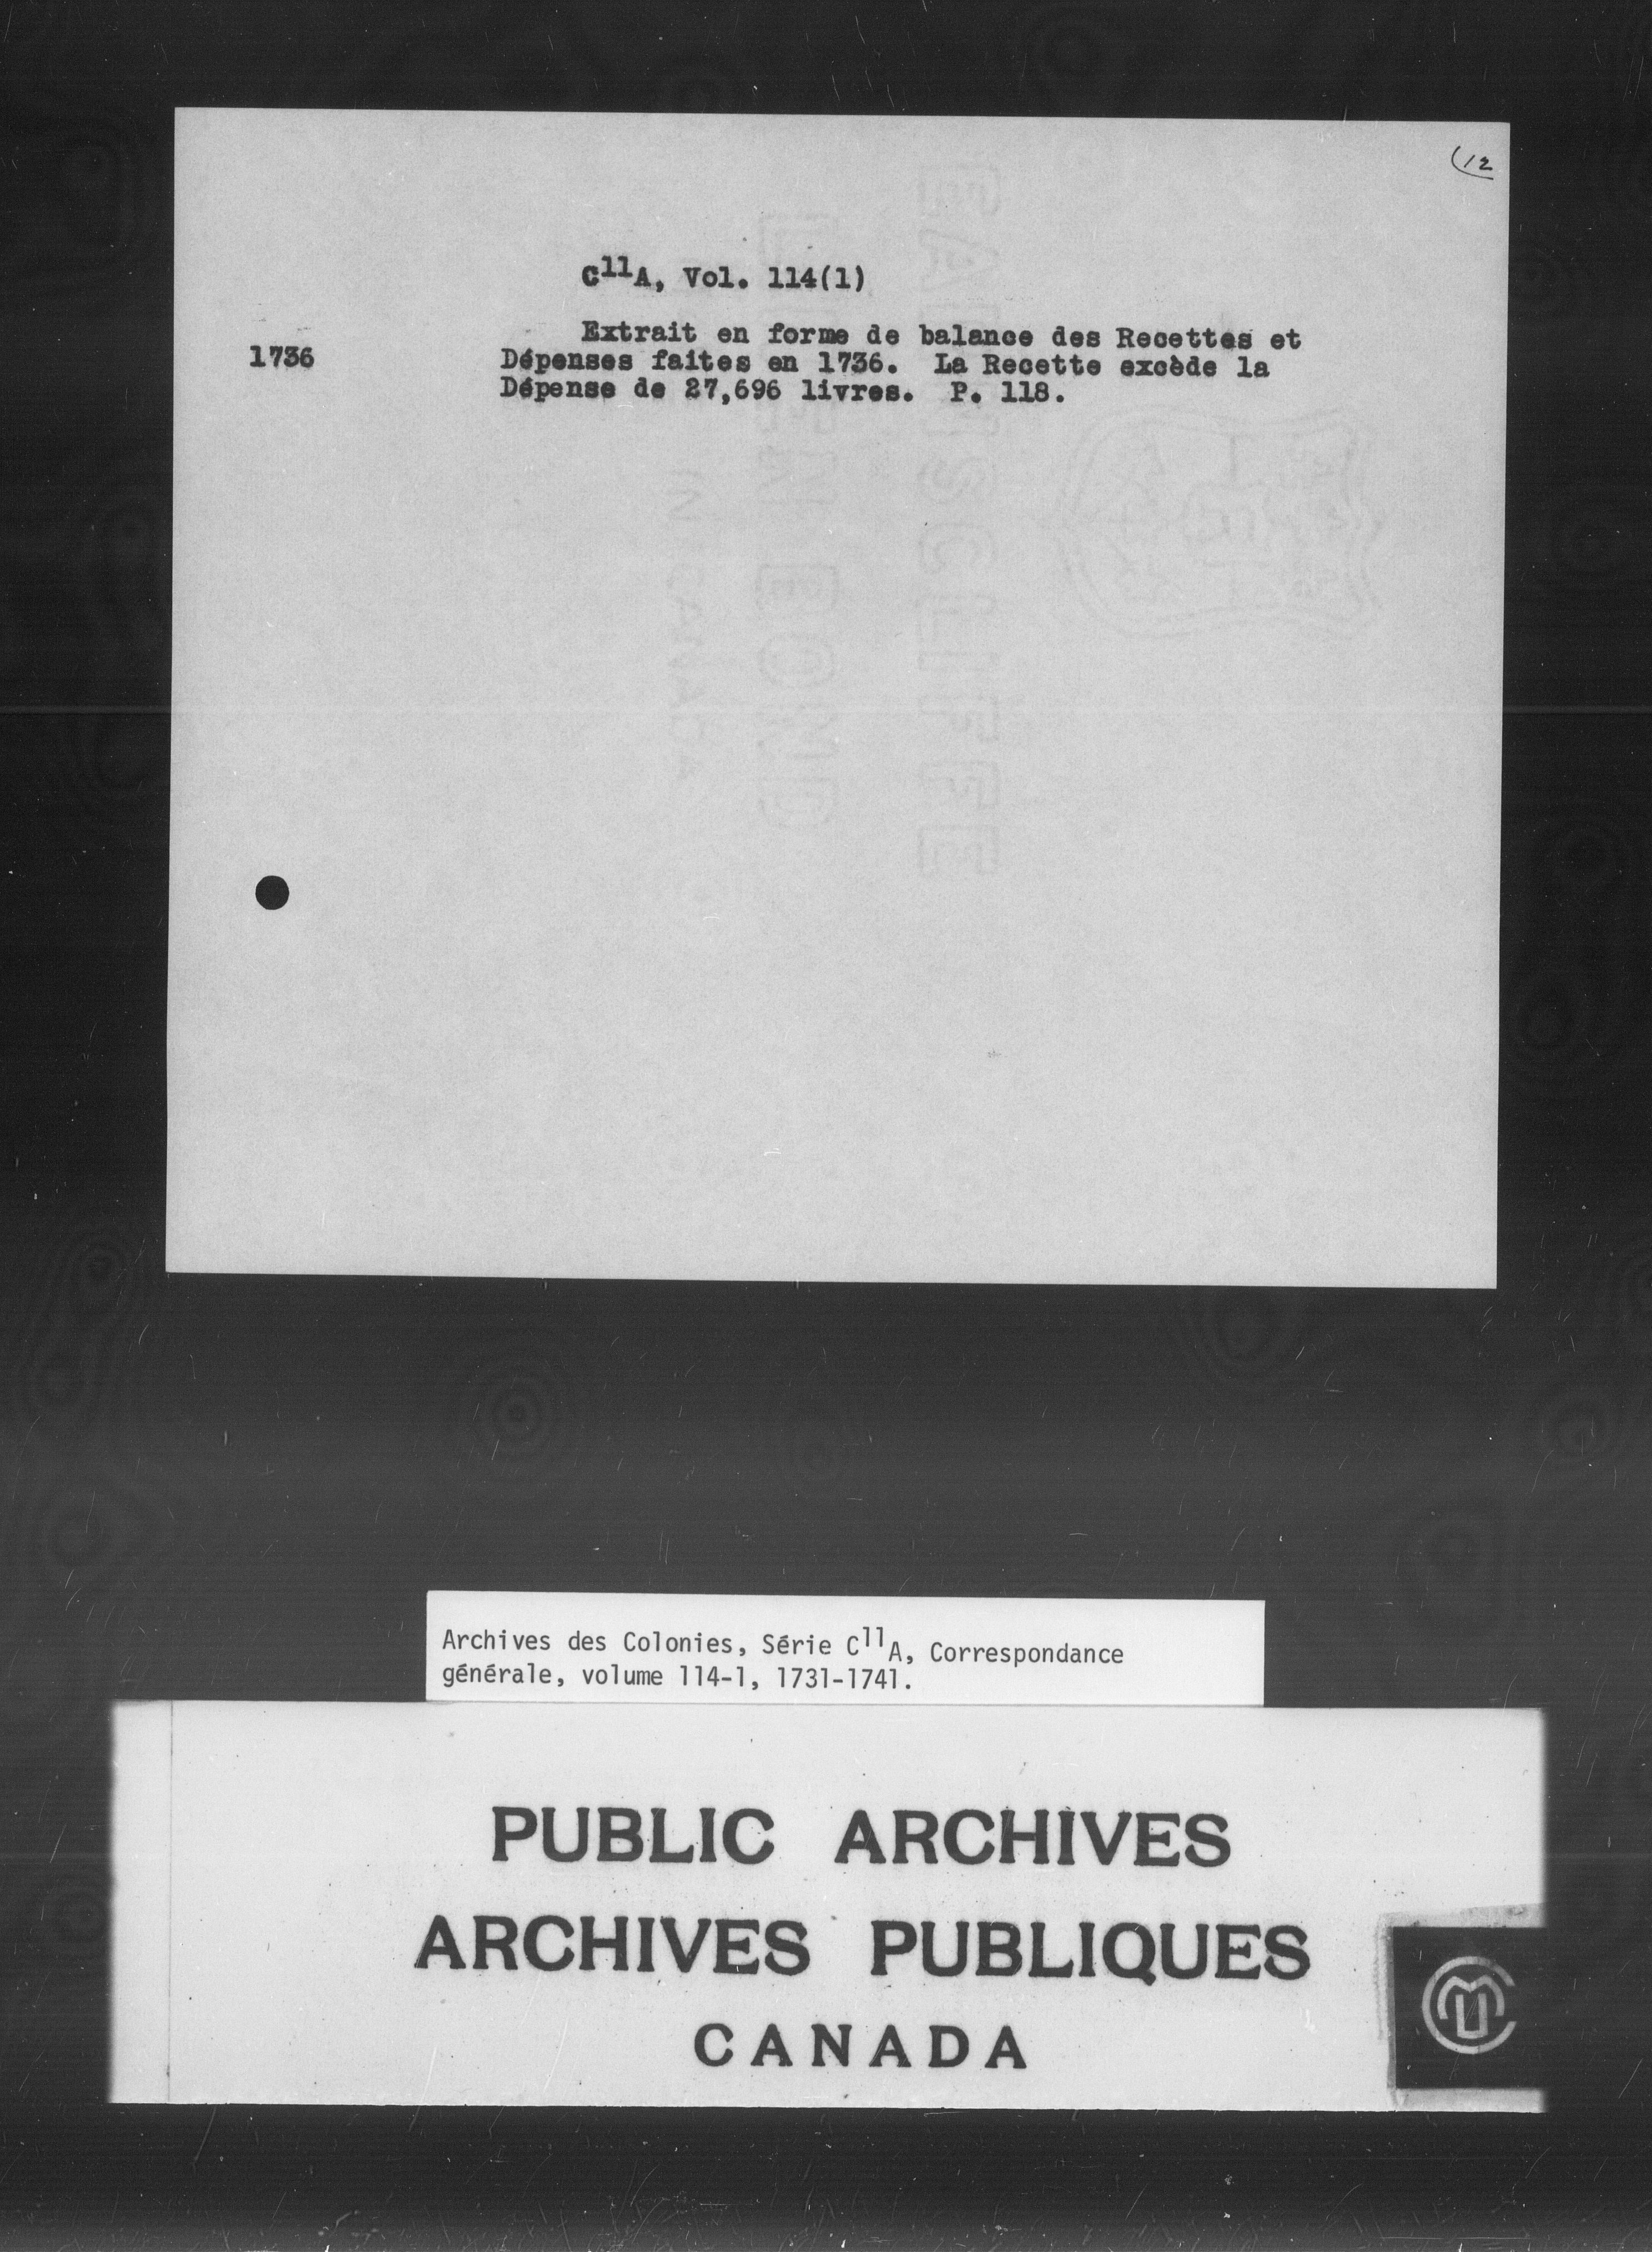 (12
C11A, Vol. 114(1)
Extrait en forme de balance des Recettes et
1736 Dépenses faites en 1736. La Recette excède la
Dépense de 27,696 livres. P. 118.
Archives des Colonies, Série C11A, Correspondance
générale, volume 114-1, 1731-1741.
PUBLIC ARCHIVES
ARCHIVES PUBLIQUES
CANADA